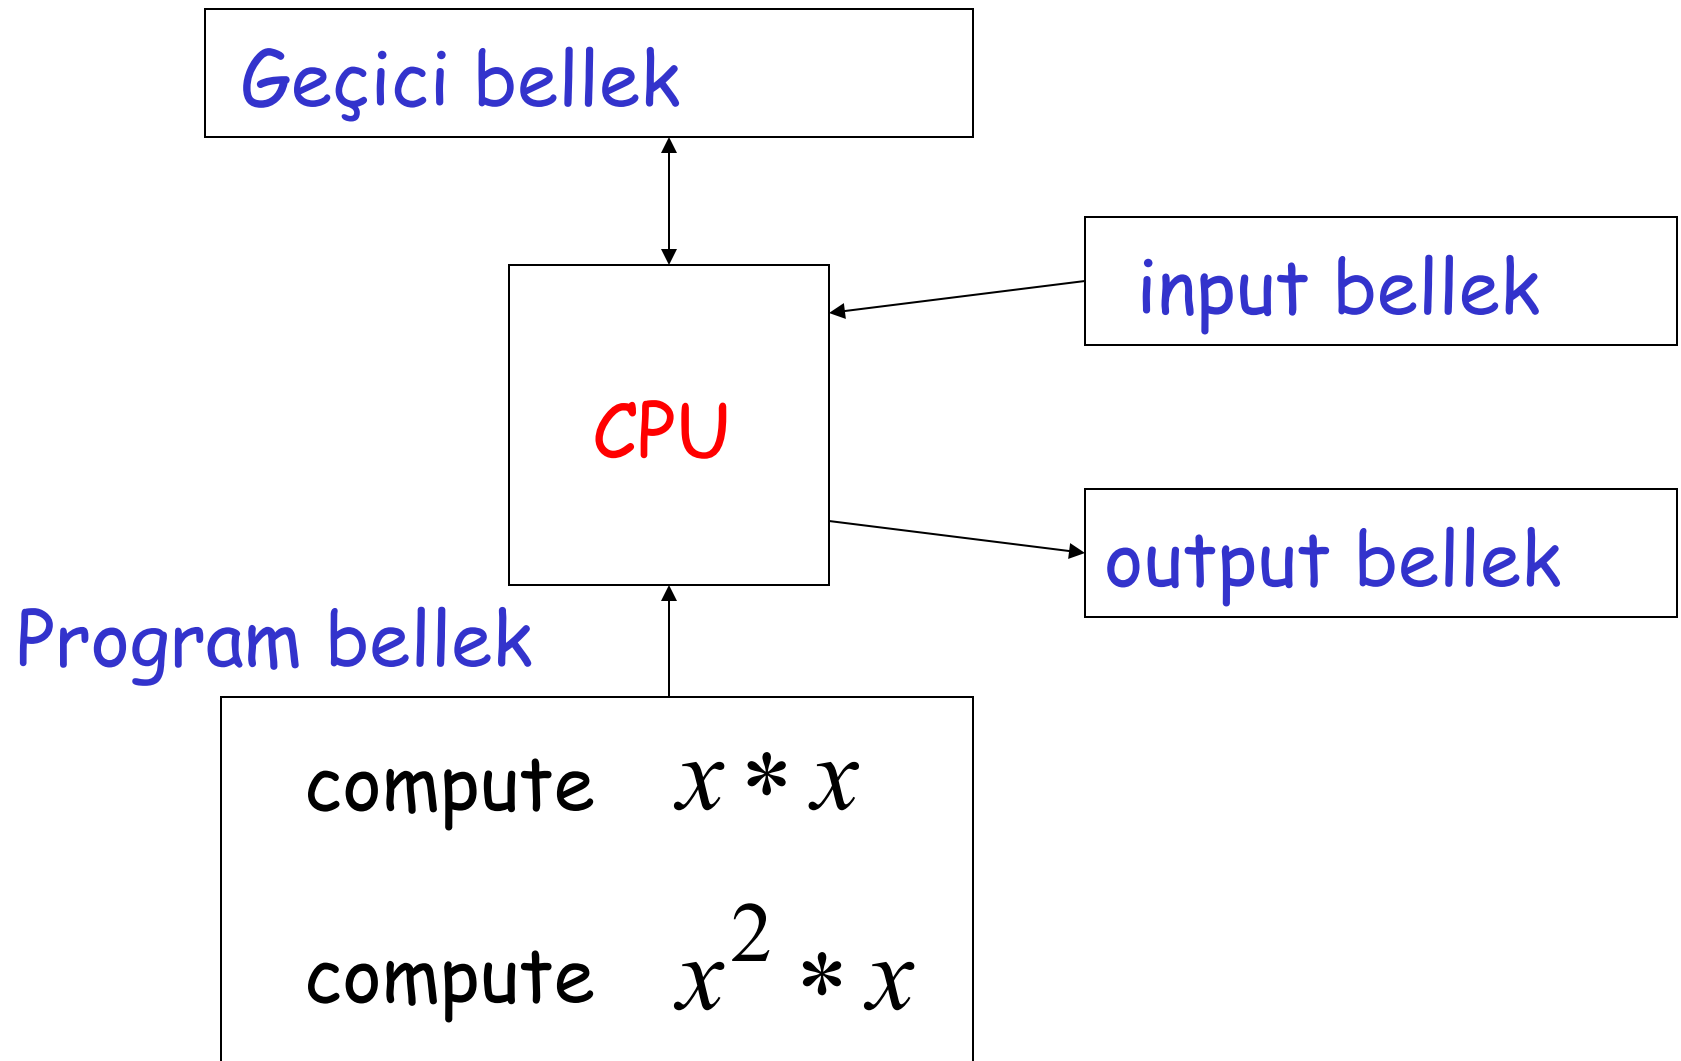 Geçici bellek
input bellek
CPU
output bellek
Program bellek
compute x * x
compute x² * x